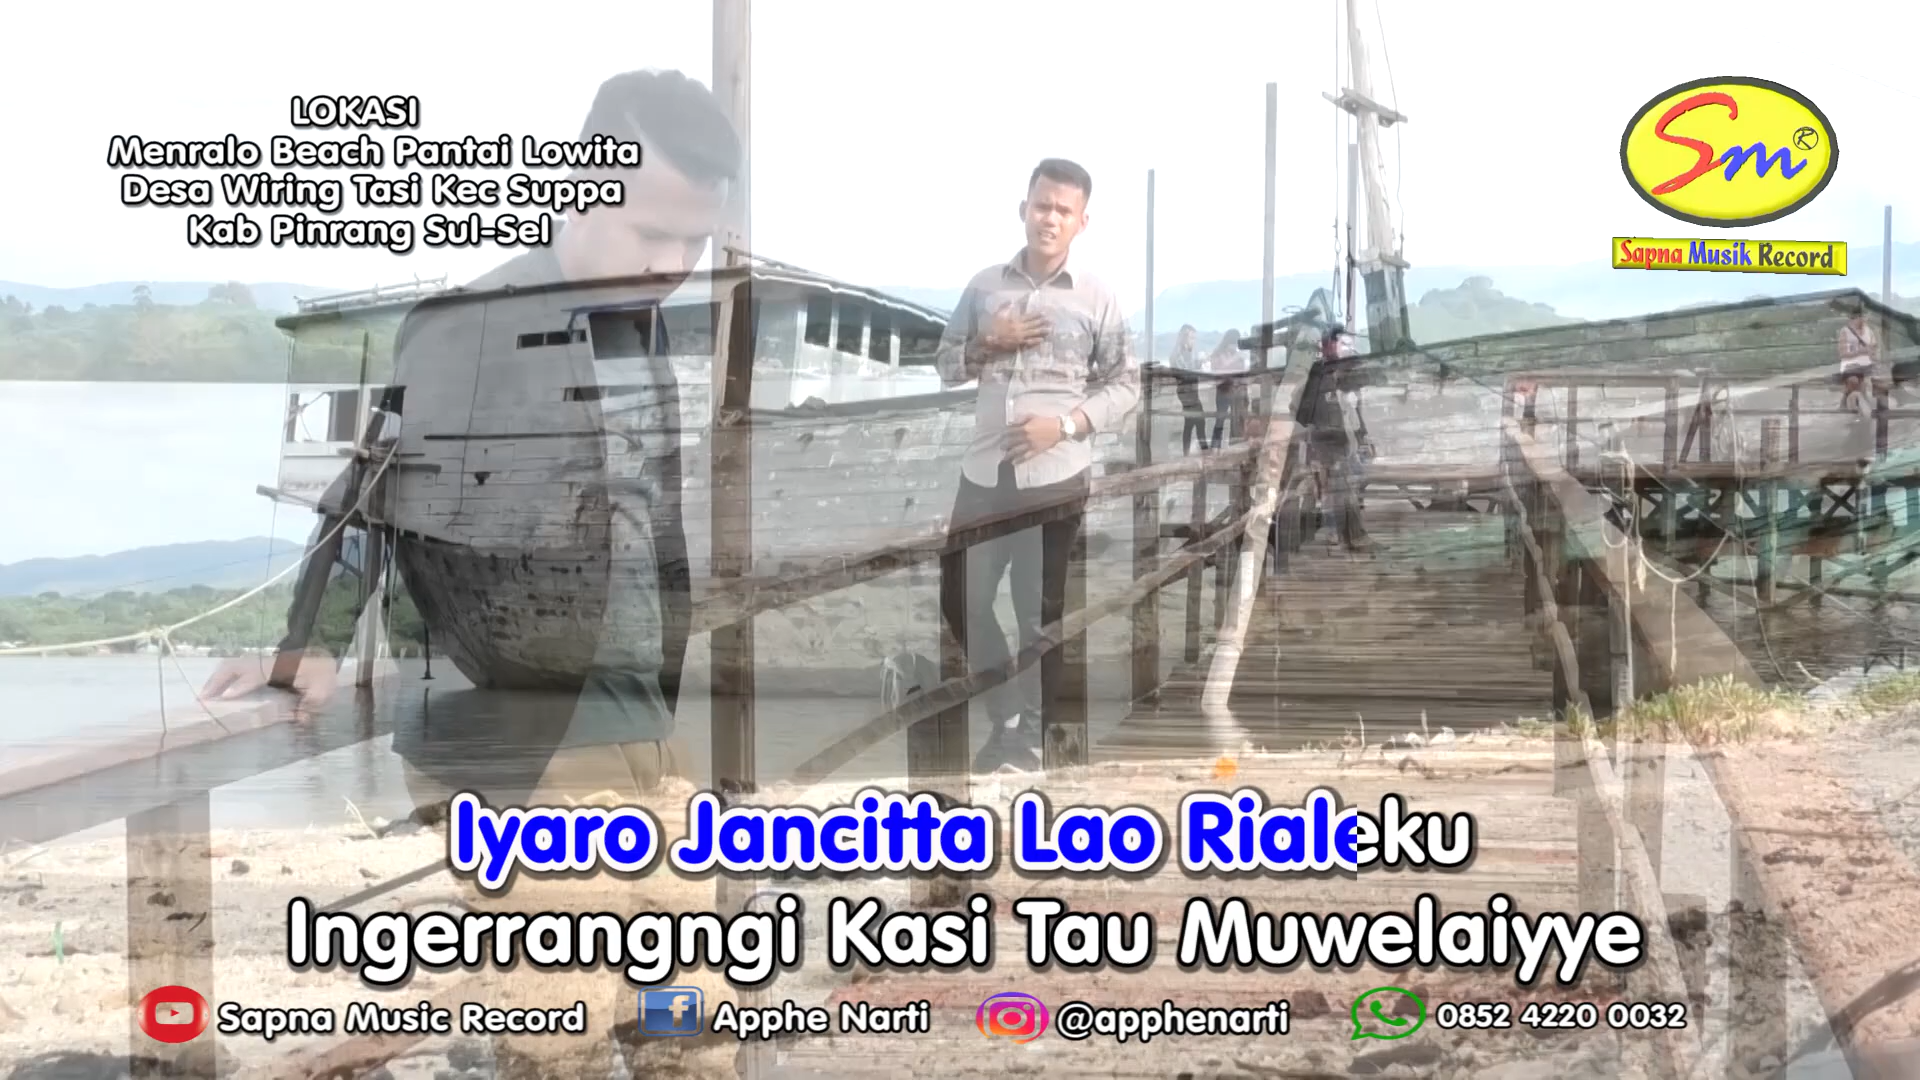 LOKASI
Menralo Beach Pantai Lowita
Desa Wiring Tasi Kec Suppa
Kab Pinrang Sul-Sel
Sm ®
Sapna Musik Record
Iyaro Jancitta Lao Rialeku
Ingerrangngi Kasi Tau Muwelaiyye
Sapna Music Record
Apphe Narti
@apphenarti
0852 4220 0032